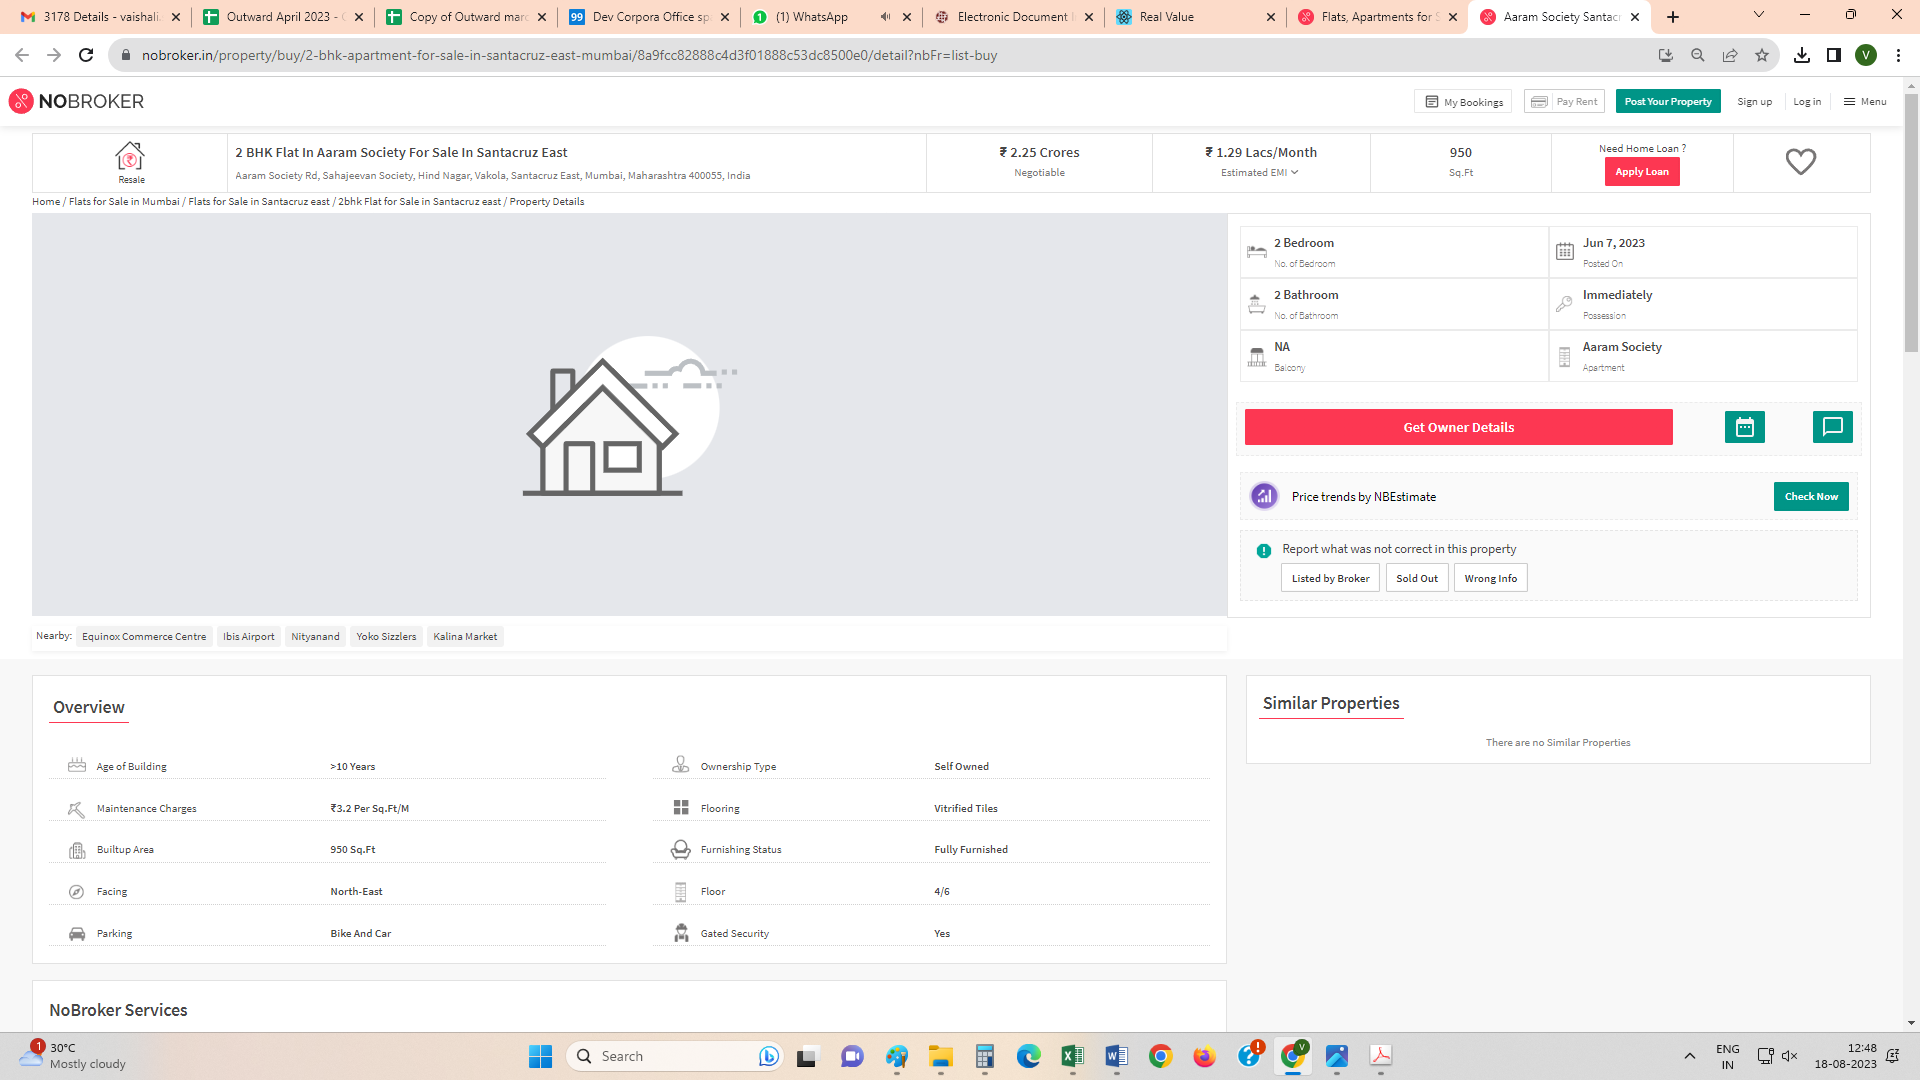 3178 Details - vaishali.
Outward April 2023 -
Copy of Outward marc
Dev Corpora Office sp
(1) WhatsApp
Electronic Document
Real Value
Flats, Apartments for S
Aaram Society Santacr
nobroker.in/property/buy/2-bhk-apartment-for-sale-in-santacruz-east-mumbai/8a9fcc82888c4d3f01888c53dc8500e0/detail?nbFr=list-buy
V
NOBROKER
My Bookings
Pay Rent
Post Your Property
Sign up
Log in
Menu
Resale
2 BHK Flat In Aaram Society For Sale In Santacruz East
Aaram Society Rd, Sahajeevan Society, Hind Nagar, Vakola, Santacruz East, Mumbai, Maharashtra 400055, India
₹ 2.25 Crores
Negotiable
₹ 1.29 Lacs/Month
Estimated EMI
950
Sq.Ft
Need Home Loan ?
Apply Loan
Home / Flats for Sale in Mumbai / Flats for Sale in Santacruz east / 2bhk Flat for Sale in Santacruz east / Property Details
2 Bedroom
No. of Bedroom
Jun 7, 2023
Posted On
2 Bathroom
No. of Bathroom
Immediately
Possession
NA
Balcony
Aaram Society
Apartment
Get Owner Details
Price trends by NBEstimate
Check Now
Report what was not correct in this property
Listed by Broker
Sold Out
Wrong Info
Nearby: Equinox Commerce Centre Ibis Airport Nityanand Yoko Sizzlers Kalina Market
Overview
Age of Building >10 Years
Ownership Type Self Owned
Maintenance Charges ₹3.2 Per Sq.Ft/M
Flooring Vitrified Tiles
Builtup Area 950 Sq.Ft
Furnishing Status Fully Furnished
Facing North-East
Floor 4/6
Parking Bike And Car
Gated Security Yes
Similar Properties
There are no Similar Properties
NoBroker Services
1
30°C
Mostly cloudy
Search
ENG
IN
12:48
18-08-2023